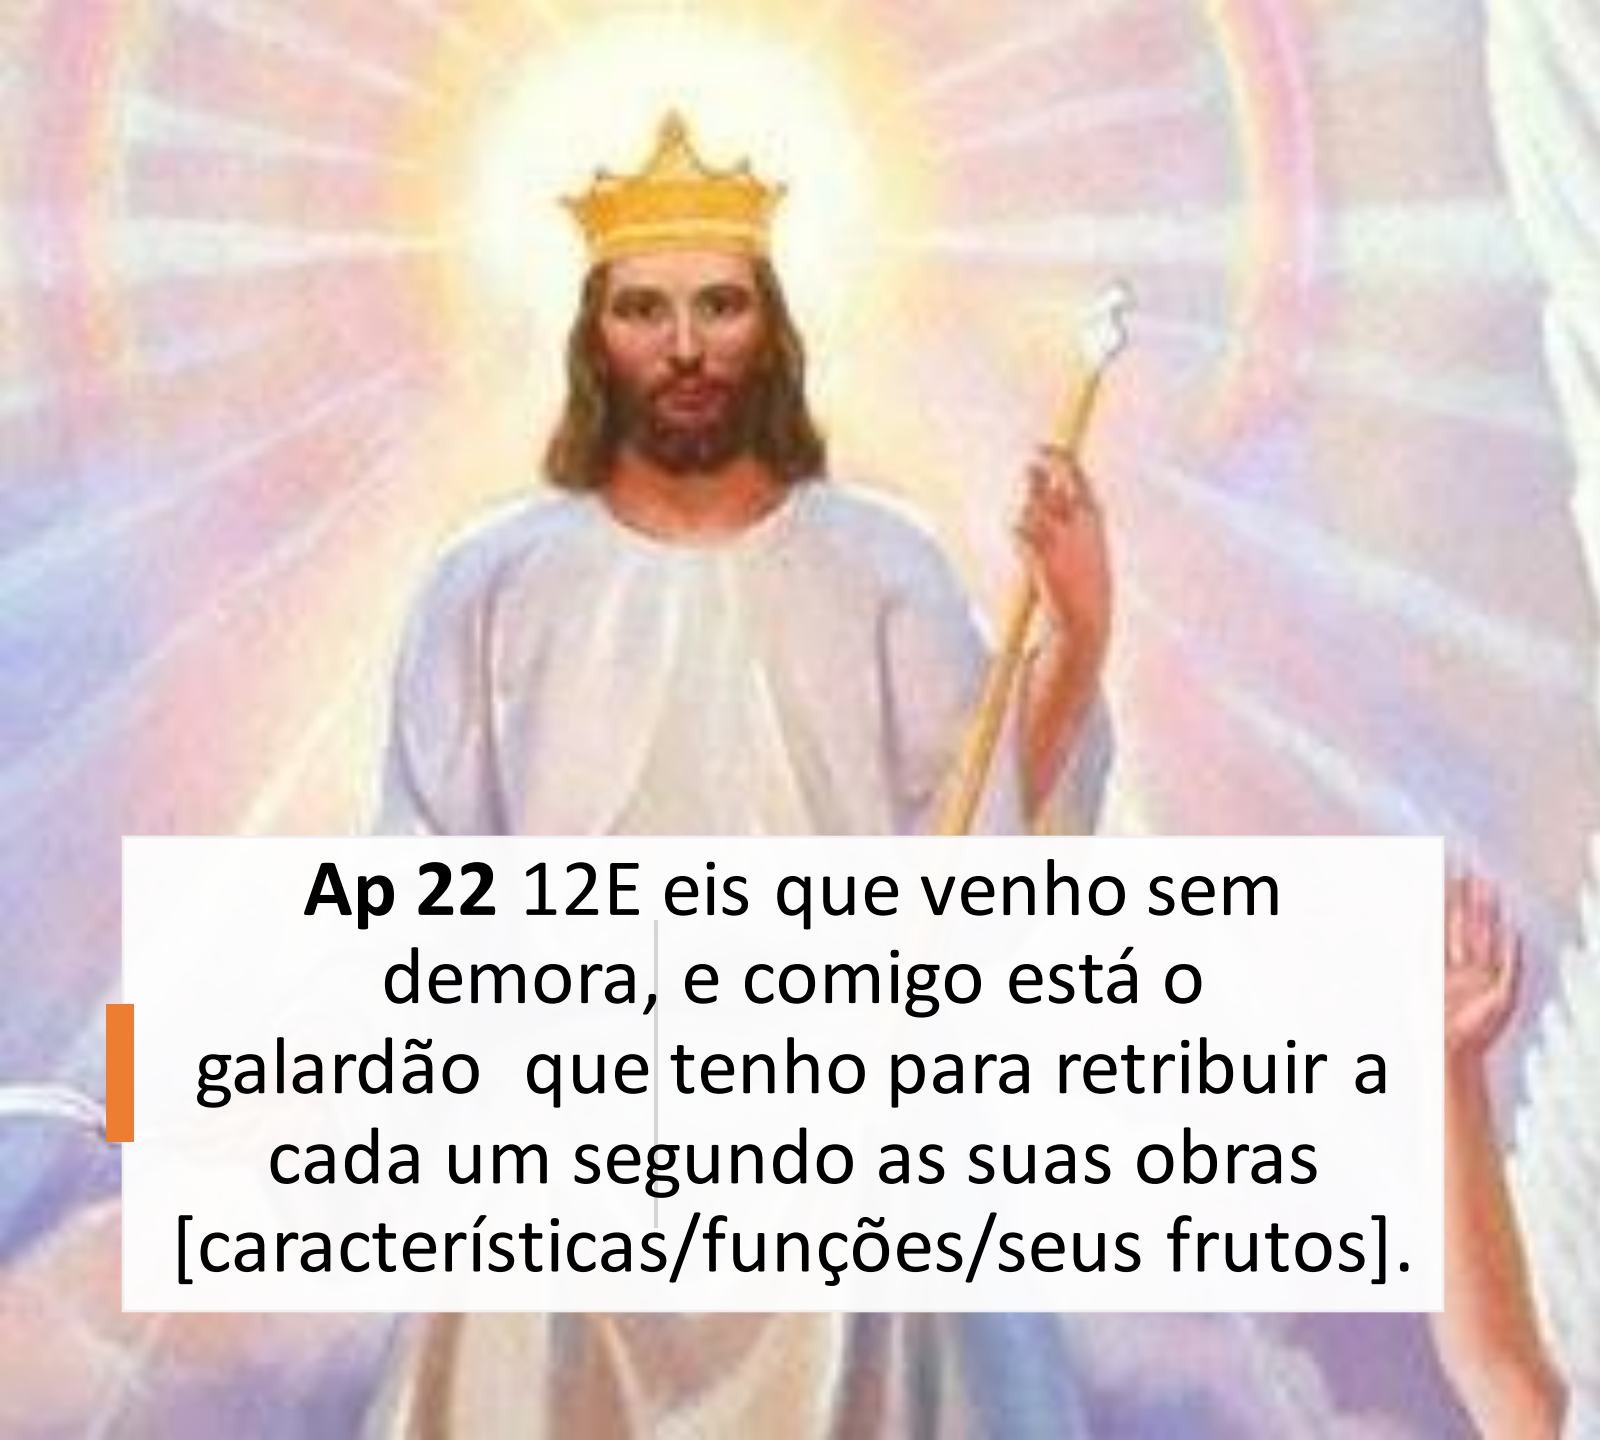 Ap 22 12E eis que venho sem
demora, e comigo está o
galardão  que tenho para retribuir a
cada um segundo as suas obras
[características/funções/seus frutos].